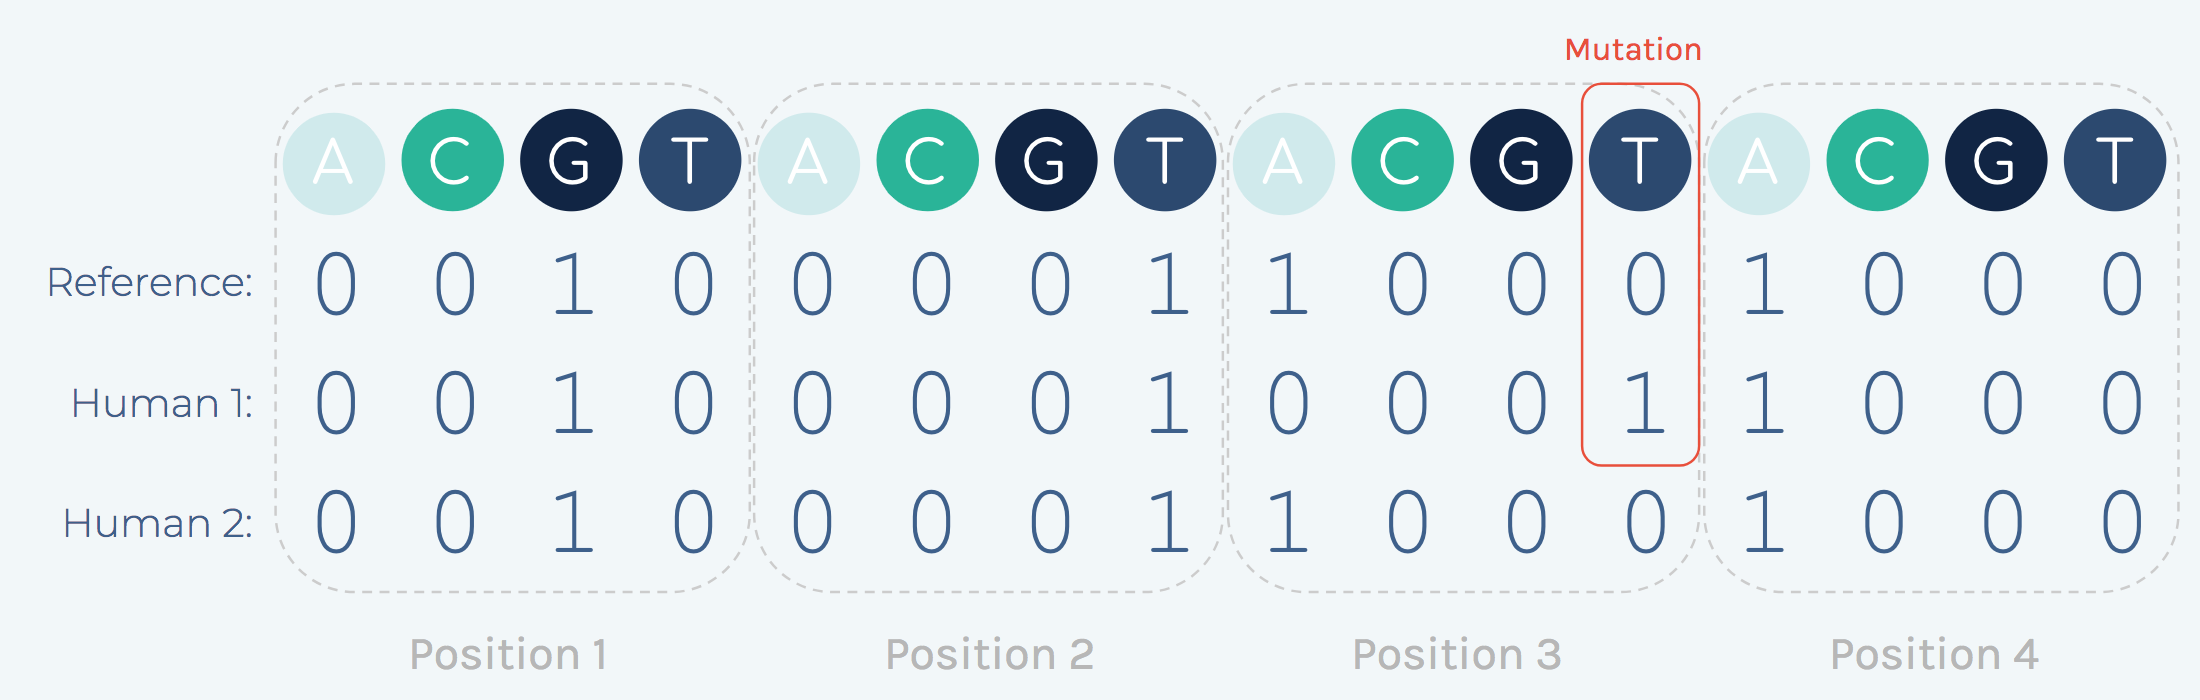 Mutation
A C G T A C G T A C G T A C G T
Reference: 0 0 1 0 0 0 0 1 1 0 0 0 1 0 0 0
Human 1: 0 0 1 0 0 0 0 1 0 0 0 1 1 0 0 0
Human 2: 0 0 1 0 0 0 0 1 1 0 0 0 1 0 0 0
Position 1 Position 2 Position 3 Position 4